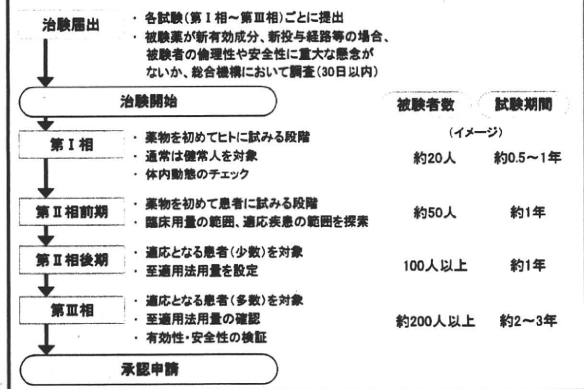 治験届出
・ 各試験(第Ⅰ相~第Ⅲ相)ごとに提出
・ 被験薬が新有効成分、新投与経路等の場合、
被験者の倫理性や安全性に重大な懸念が
ないか、総合機構において調査(30日以内)
治験開始
被験者数
試験期間
(イメージ)
第Ⅰ相
・ 薬物を初めてヒトに試みる段階
・ 通常は健常人を対象
・ 体内動態のチェック
約20人
約0.5~1年
第Ⅱ相前期
・ 薬物を初めて患者に試みる段階
・ 臨床用量の範囲、適応疾患の範囲を探索
約50人
約1年
第Ⅱ相後期
・ 適応となる患者(少数)を対象
・ 至適用法用量を設定
100人以上
約1年
第Ⅲ相
・ 適応となる患者(多数)を対象
・ 至適用法用量の確認
・ 有効性・安全性の検証
約200人以上
約2~3年
承認申請